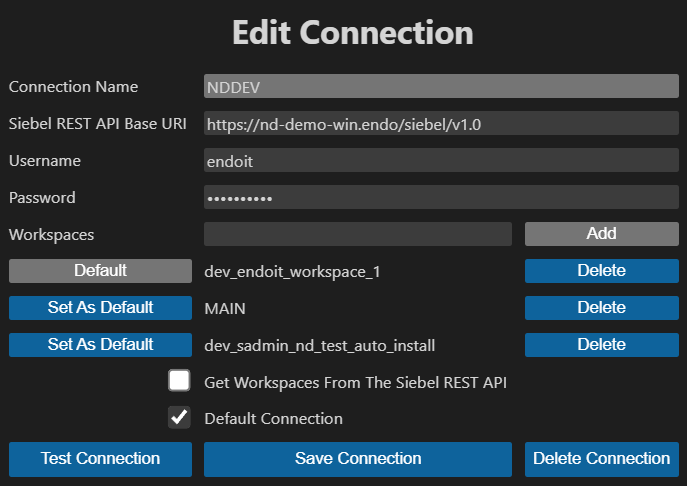 Edit Connection
Connection Name NDDEV
Siebel REST API Base URI https://nd-demo-win.endo/siebel/v1.0
Username endoit
Password ••••••••••
Workspaces Add
Default dev_endoit_workspace_1 Delete
Set As Default MAIN Delete
Set As Default dev_sadmin_nd_test_auto_install Delete
Get Workspaces From The Siebel REST API
Default Connection
Test Connection Save Connection Delete Connection